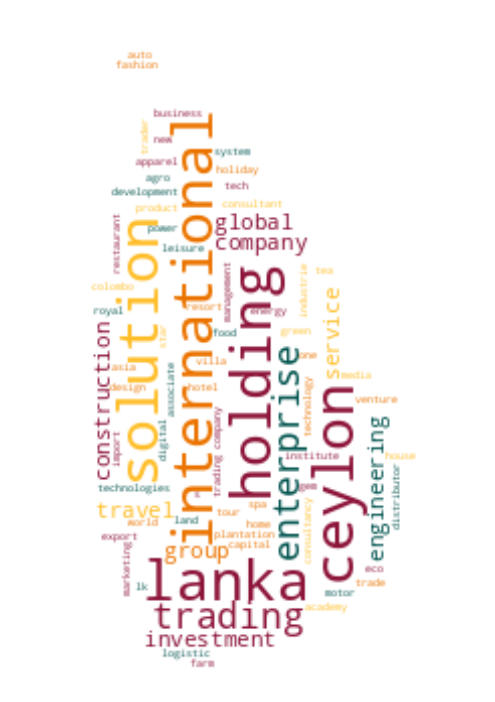 auto
fashion
business
trader
new
international
system
apparel
holiday
agro
tech
development
product
consultant
restaurant
power
global
solution
leisure
company
management
holding
industrie
tea
colombo
resort
energy
service
royal
star
food
green
construction
villa
enterprise
one
asia
associate
technology
media
design
hotel
ceylon
venture
import
digital
trading
company
engineering
institute
house
technologies
gem
distributor
travel
tour
spa
consultancy
world
land
home
export
plantation
group
capital
marketing
eco
lanka
trade
lk
motor
trading
academy
investment
logistic
farm